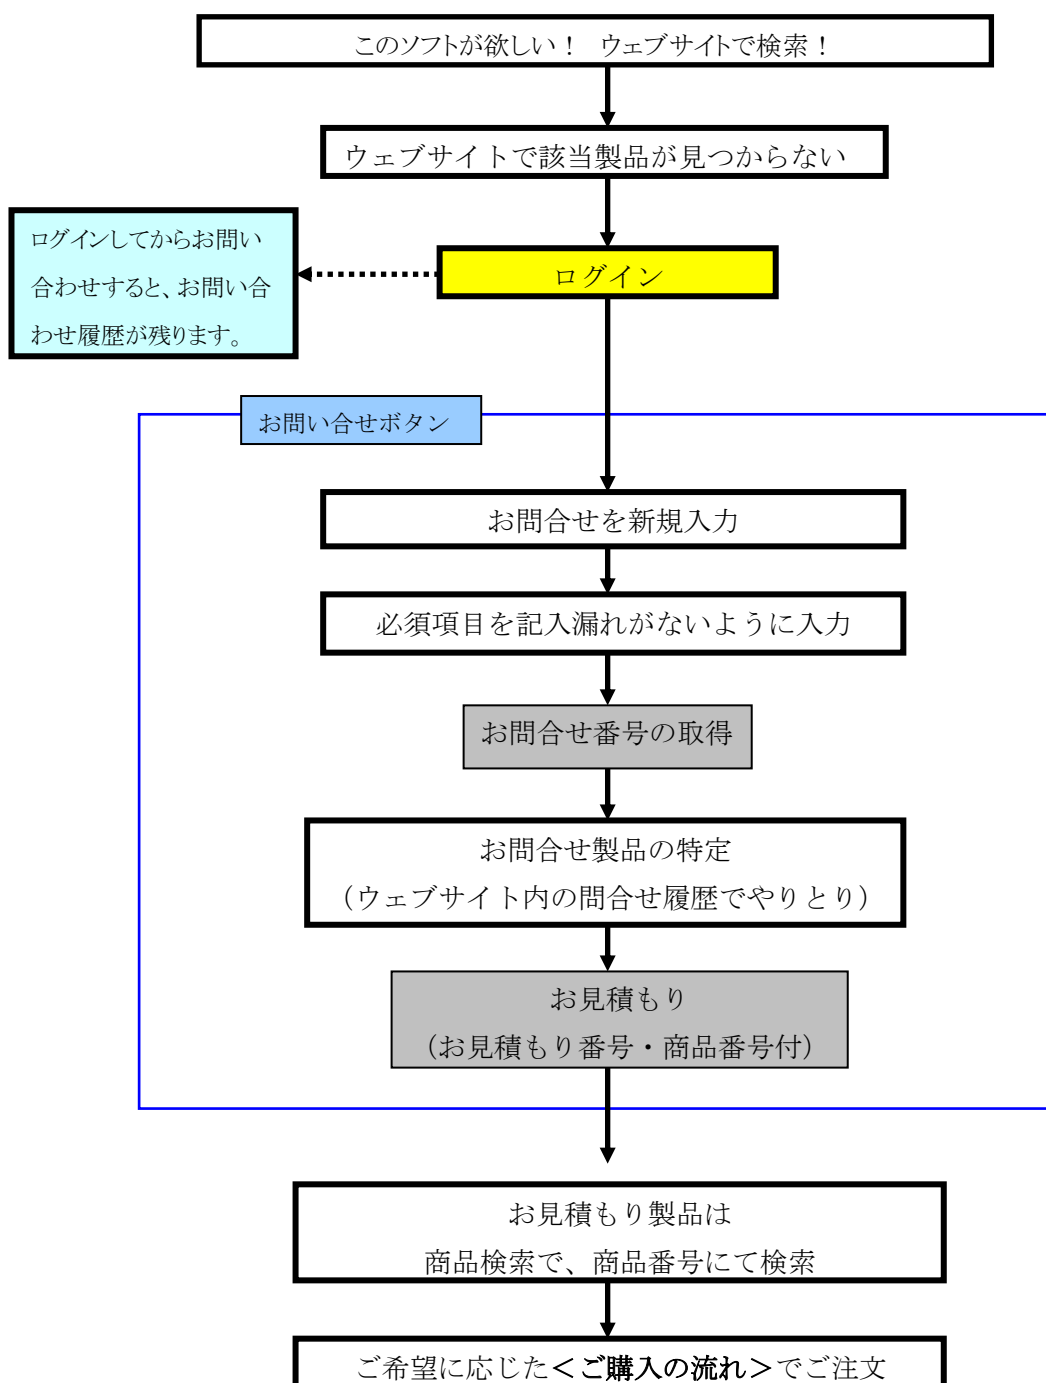 このソフトが欲しい！　ウェブサイトで検索！
ウェブサイトで該当製品が見つからない
ログインしてからお問い
合わせすると、お問い合
わせ履歴が残ります。
ログイン
お問い合せボタン
お問合せを新規入力
必須項目を記入漏れがないように入力
お問合せ番号の取得
お問合せ製品の特定
（ウェブサイト内の問合せ履歴でやりとり）
お見積もり
（お見積もり番号・商品番号付）
お見積もり製品は
商品検索で、商品番号にて検索
ご希望に応じた＜ご購入の流れ＞でご注文